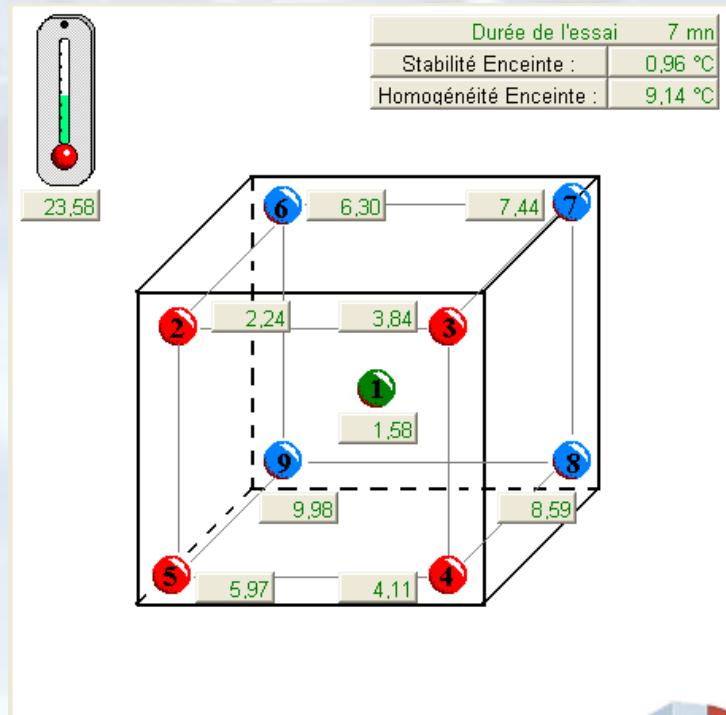 Durée de l'essai 7 mn
Stabilité Enceinte : 0,96 °C
Homogénéité Enceinte : 9,14 °C
23,58
6 6,30 7,44 7
2 2,24 3,84 3
1
1,58
9 8
9,98 8,59
5 5,97 4,11 4